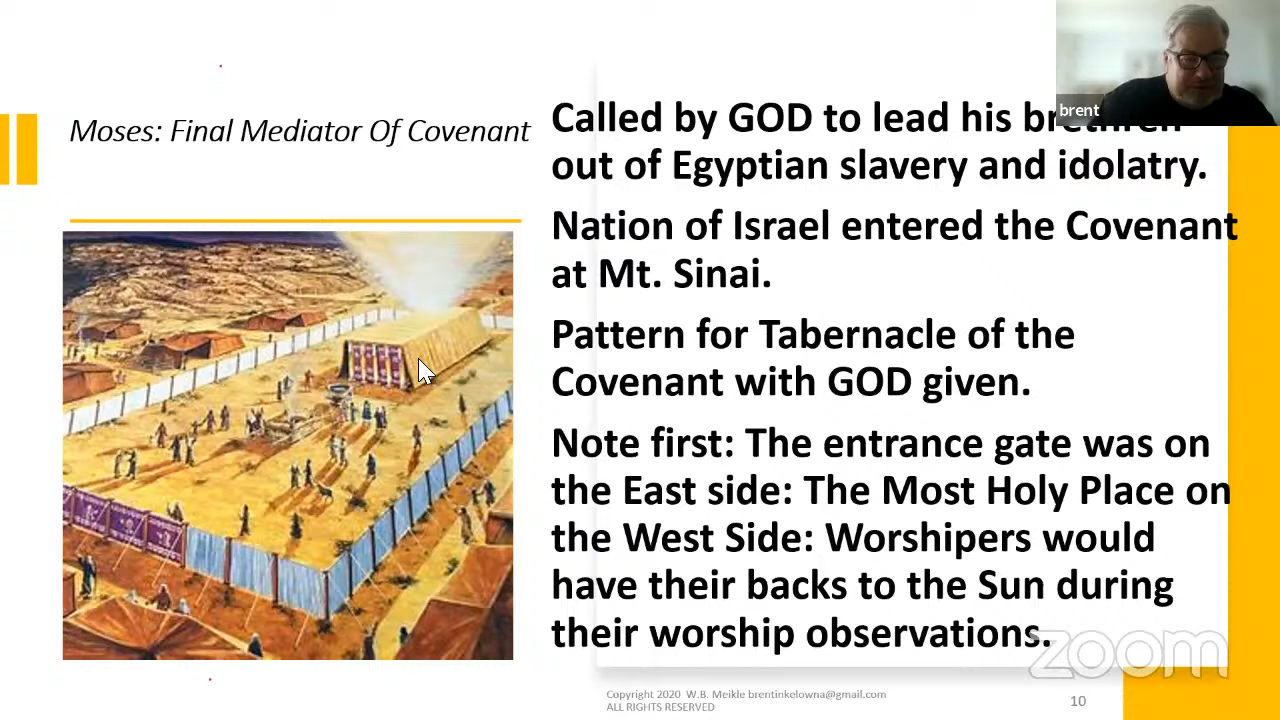 brent
Moses: Final Mediator Of Covenant
Called by GOD to lead his brethren
out of Egyptian slavery and idolatry.
Nation of Israel entered the Covenant
at Mt. Sinai.
Pattern for Tabernacle of the
Covenant with GOD given.
Note first: The entrance gate was on
the East side: The Most Holy Place on
the West Side: Worshipers would
have their backs to the Sun during
their worship observations.
zoom
Copyright 2020 W.B. Meikle brentinkelowna@gmail.com
ALL RIGHTS RESERVED
10